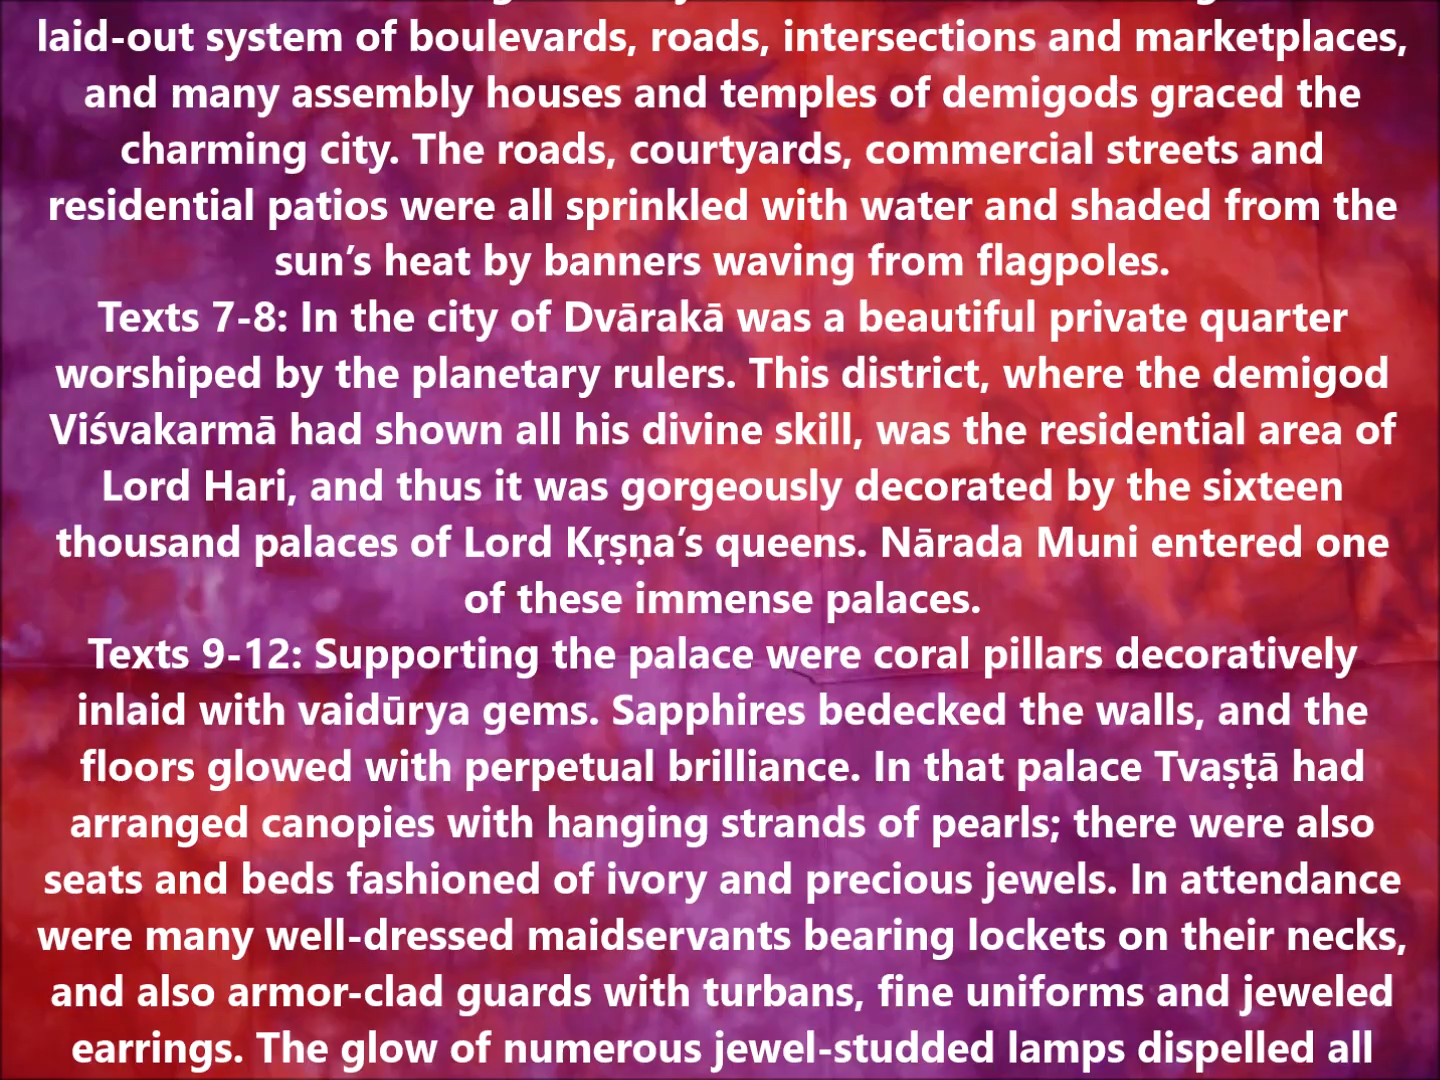 laid-out system of boulevards, roads, intersections and marketplaces,
and many assembly houses and temples of demigods graced the
charming city. The roads, courtyards, commercial streets and
residential patios were all sprinkled with water and shaded from the
sun’s heat by banners waving from flagpoles.
Texts 7-8: In the city of Dvārakā was a beautiful private quarter
worshiped by the planetary rulers. This district, where the demigod
Viśvakarmā had shown all his divine skill, was the residential area of
Lord Hari, and thus it was gorgeously decorated by the sixteen
thousand palaces of Lord Kṛṣṇa’s queens. Nārada Muni entered one
of these immense palaces.
Texts 9-12: Supporting the palace were coral pillars decoratively
inlaid with vaidūrya gems. Sapphires bedecked the walls, and the
floors glowed with perpetual brilliance. In that palace Tvaṣṭā had
arranged canopies with hanging strands of pearls; there were also
seats and beds fashioned of ivory and precious jewels. In attendance
were many well-dressed maidservants bearing lockets on their necks,
and also armor-clad guards with turbans, fine uniforms and jeweled
earrings. The glow of numerous jewel-studded lamps dispelled all